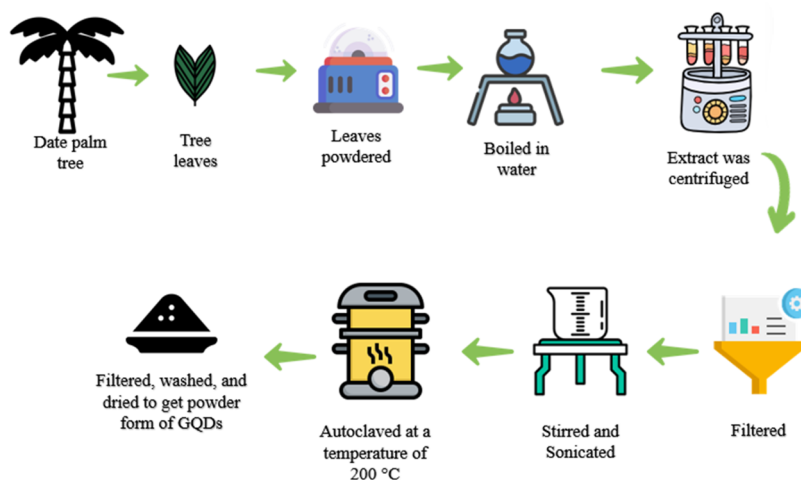 Date palm
tree
Tree
leaves
Leaves
powdered
Boiled in
water
Extract was
centrifuged
Filtered, washed, and
dried to get powder
form of GQDs
Autoclaved at a
temperature of
200 °C
Stirred and
Sonicated
Filtered